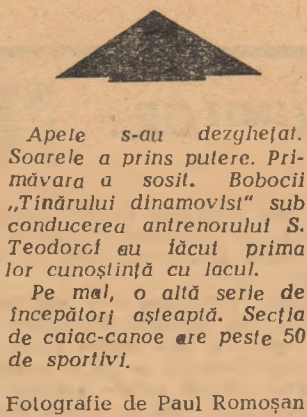 Apele s-au dezghețat.
Soarele a prins putere. Pri-
măvara a sosit. Bobocii
„Tînărului dinamovist" sub
conducerea antrenorului S.
Teodorof au făcut prima
lor cunoștință cu lacul.
Pe mal, o altă serie de
începători așteaptă. Secția
de caiac-canoe are peste 50
de sportivi.
Fotografie de Paul Romoșan